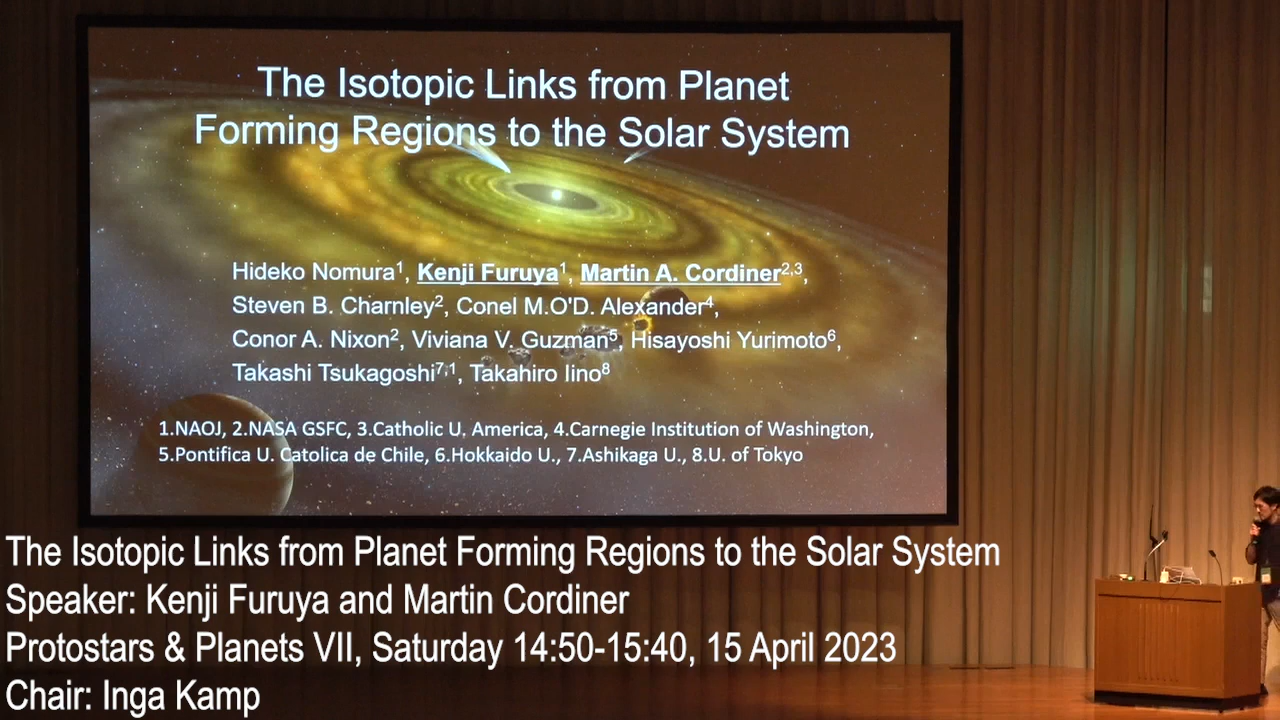 The Isotopic Links from Planet
Forming Regions to the Solar System
Hideko Nomura¹, Kenji Furuya¹, Martin A. Cordiner²,³,
Steven B. Charnley², Conel M.O'D. Alexander⁴,
Conor A. Nixon², Viviana V. Guzman⁵, Hisayoshi Yurimoto⁶,
Takashi Tsukagoshi⁷,¹, Takahiro Iino⁸
1.NAOJ, 2.NASA GSFC, 3.Catholic U. America, 4.Carnegie Institution of Washington,
5.Pontifica U. Catolica de Chile, 6.Hokkaido U., 7.Ashikaga U., 8.U. of Tokyo
The Isotopic Links from Planet Forming Regions to the Solar System
Speaker: Kenji Furuya and Martin Cordiner
Protostars & Planets VII, Saturday 14:50-15:40, 15 April 2023
Chair: Inga Kamp